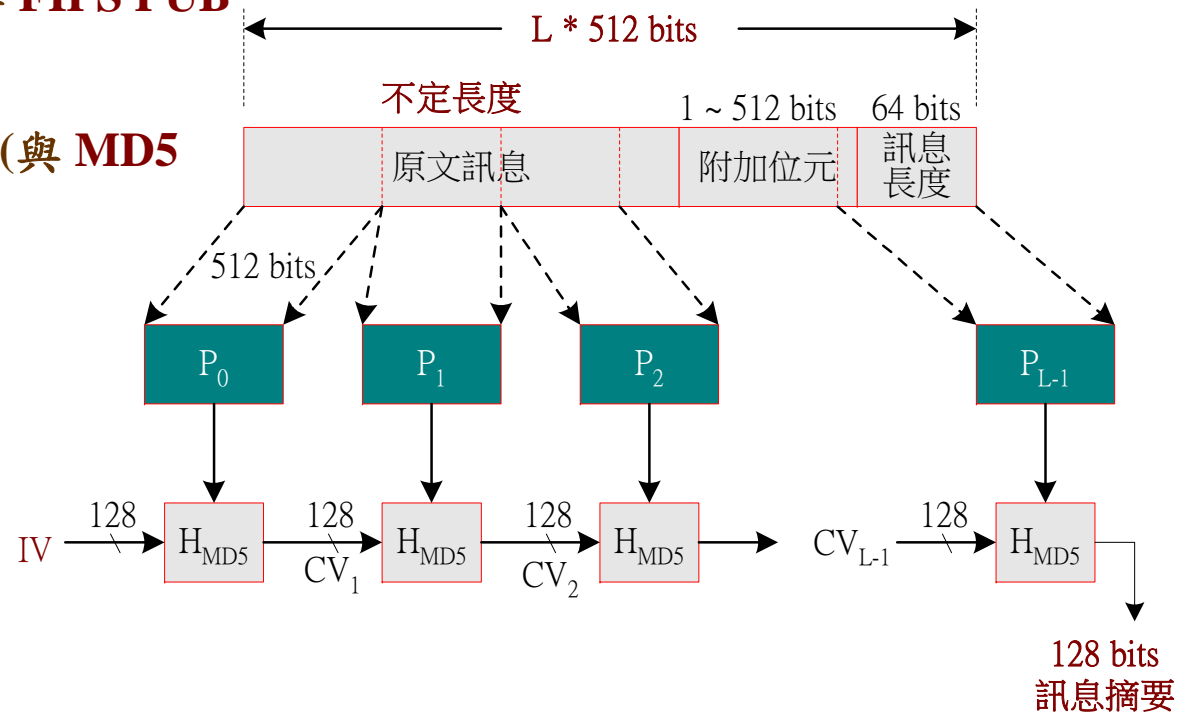 FIPS PUB
L * 512 bits
不定長度
1 ~ 512 bits
64 bits
(與 MD5
原文訊息
附加位元
訊息
長度
512 bits
P0
P1
P2
PL-1
IV
128
HMD5
128
CV1
HMD5
128
CV2
HMD5
CVL-1
128
HMD5
128 bits
訊息摘要